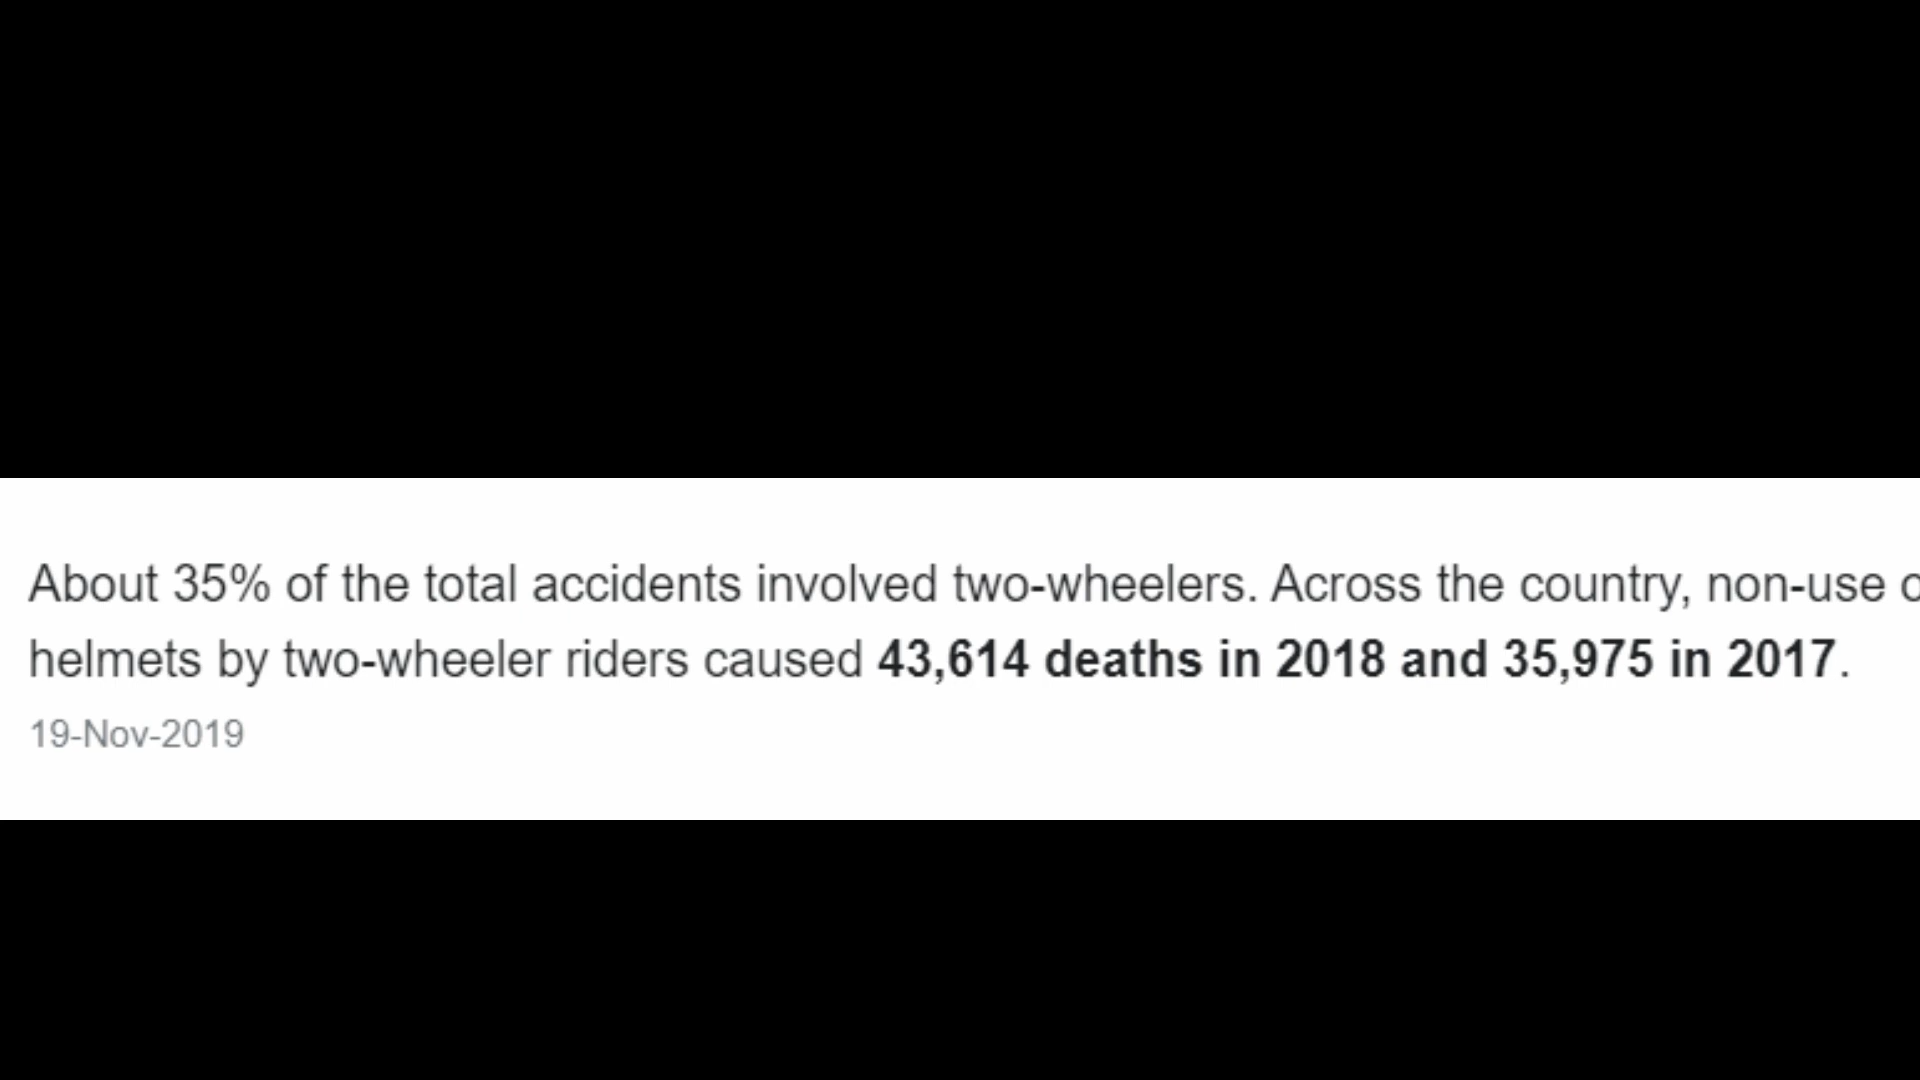 About 35% of the total accidents involved two-wheelers. Across the country, non-use
helmets by two-wheeler riders caused 43,614 deaths in 2018 and 35,975 in 2017.
19-Nov-2019